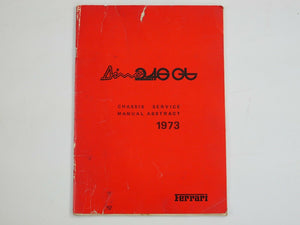 Dino 246 GT
CHASSIS SERVICE
MANUAL ABSTRACT
1973
Ferrari